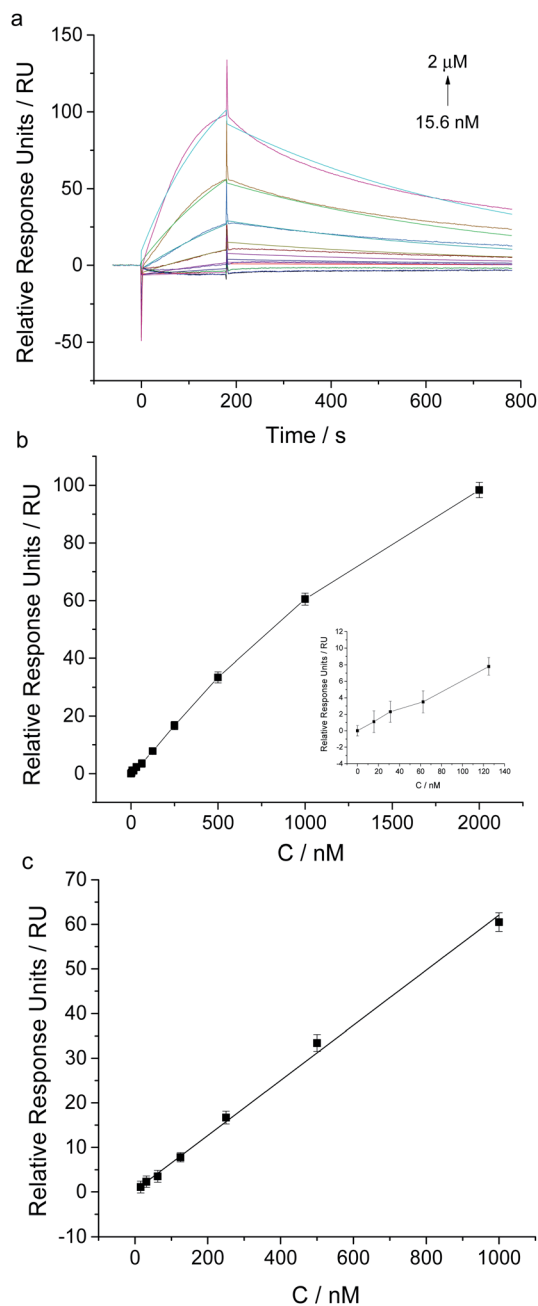 a
150
100
50
0
-50
Relative Response Units / RU
2 μM
15.6 nM
0 200 400 600 800
Time / s
b
100
80
60
40
20
0
Relative Response Units / RU
12
10
8
6
4
2
0
-2
-4
Relative Response Units / RU
0 20 40 60 80 100 120 140
C / nM
0 500 1000 1500 2000
C / nM
c
70
60
50
40
30
20
10
0
-10
Relative Response Units / RU
0 200 400 600 800 1000
C / nM